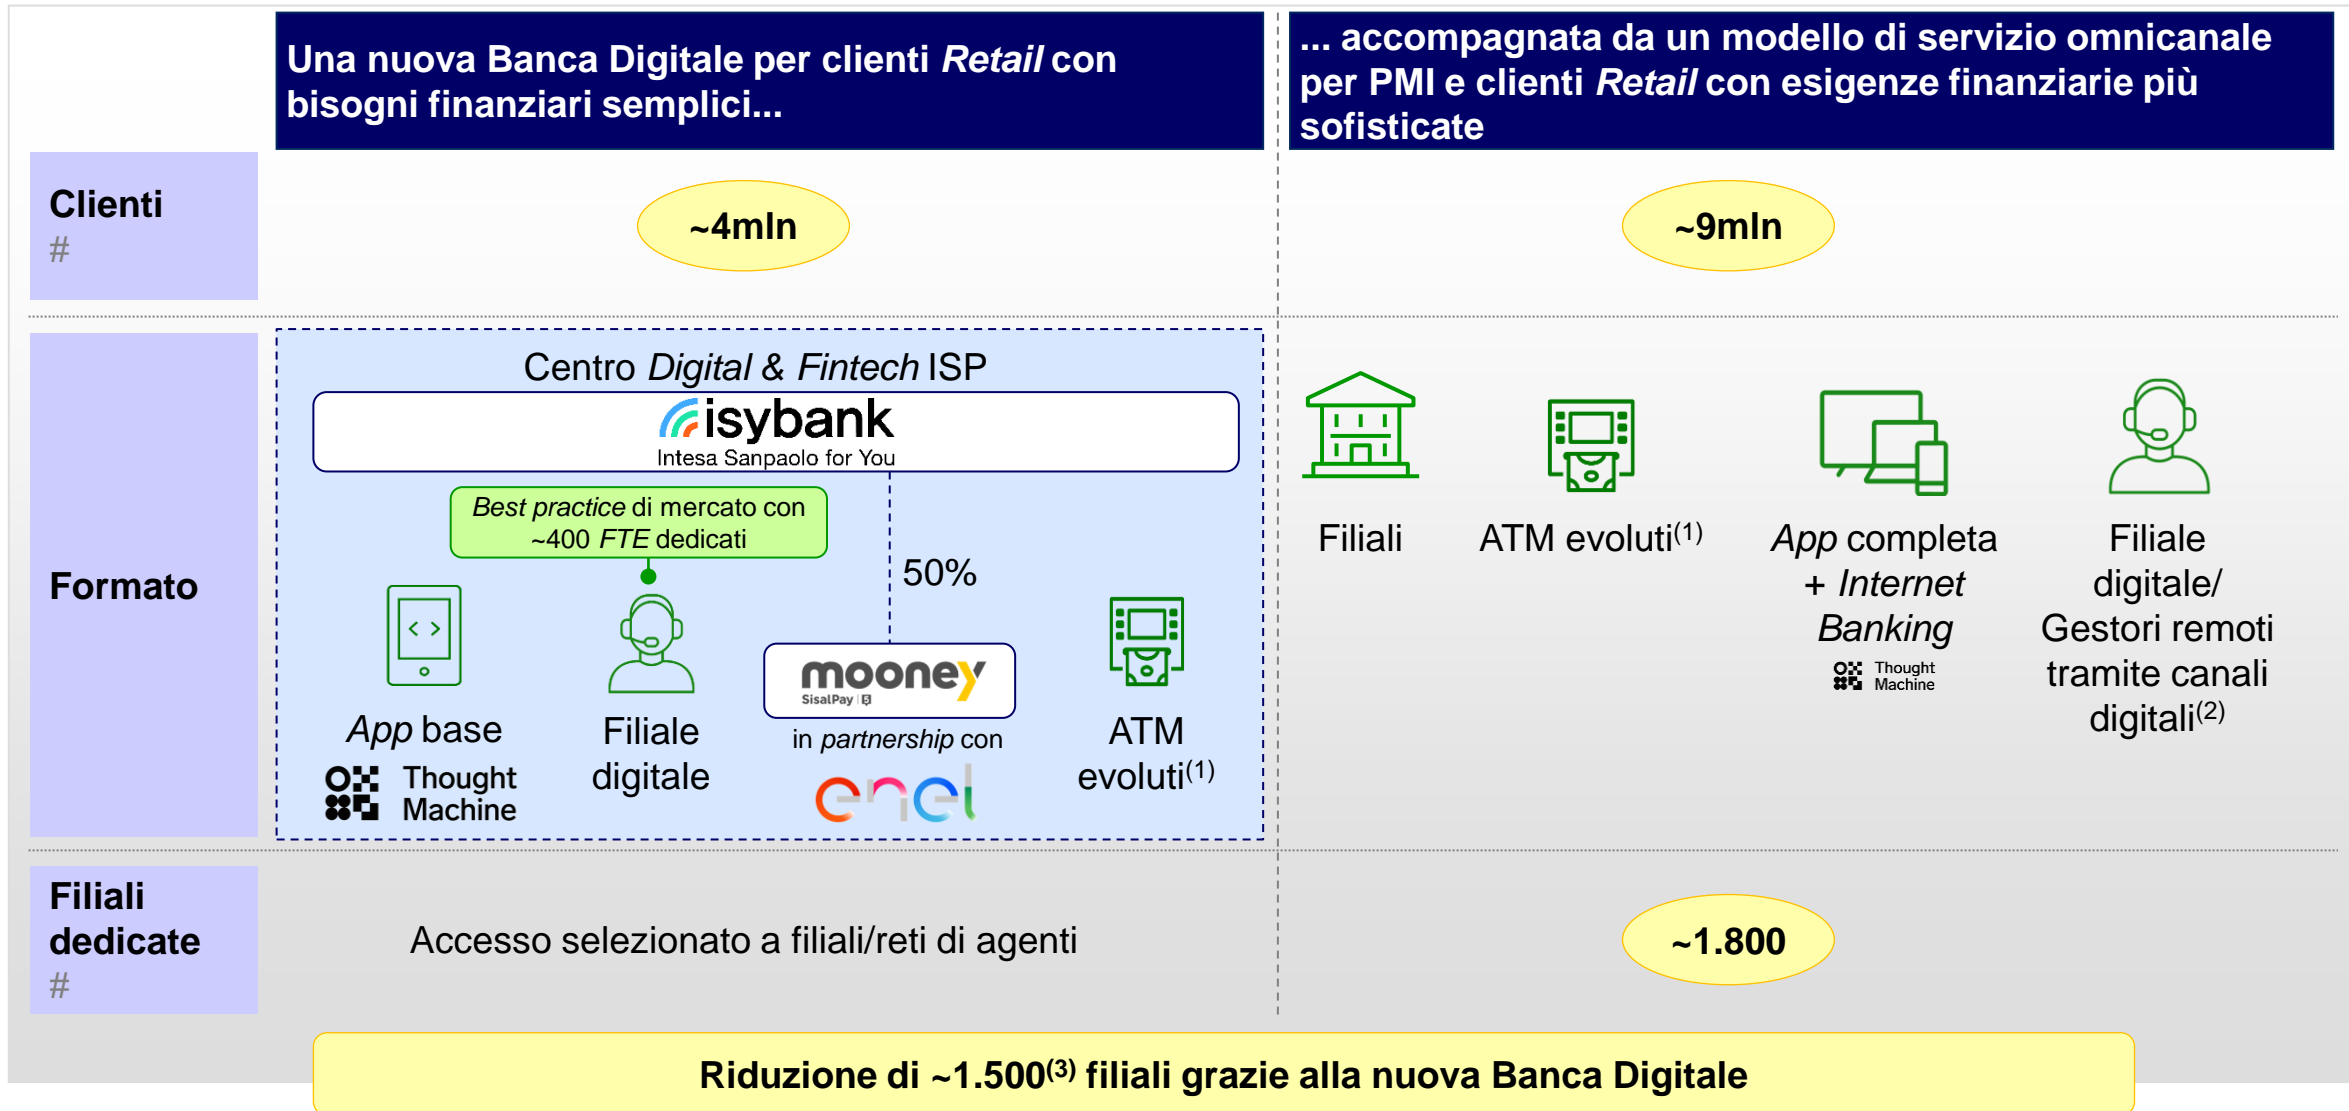 Una nuova Banca Digitale per clienti Retail con
bisogni finanziari semplici...
... accompagnata da un modello di servizio omnicanale
per PMI e clienti Retail con esigenze finanziarie più
sofisticate
Clienti
#
~4mln
~9mln
Formato
Centro Digital & Fintech ISP
isybank
Intesa Sanpaolo for You
Best practice di mercato con
~400 FTE dedicati
50%
App base
Thought
Machine
Filiale
digitale
mooney
SisalPay
in partnership con
enel
ATM
evoluti(1)
Filiali
ATM evoluti(1)
App completa
+ Internet
Banking
Thought
Machine
Filiale
digitale/
Gestori remoti
tramite canali
digitali(2)
Filiali
dedicate
#
Accesso selezionato a filiali/reti di agenti
~1.800
Riduzione di ~1.500(3) filiali grazie alla nuova Banca Digitale